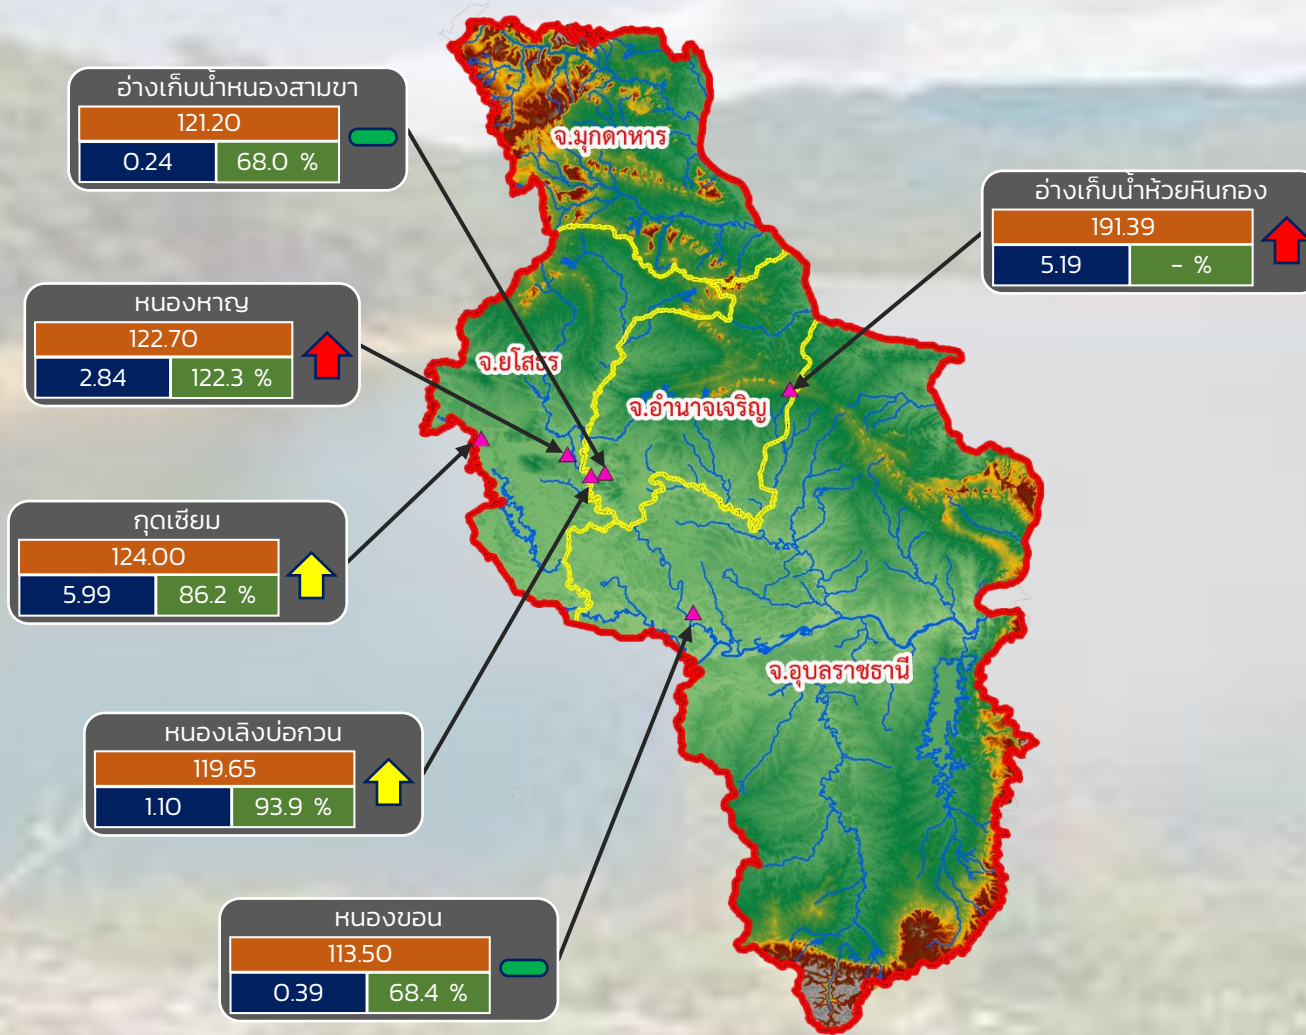 อ่างเก็บน้ำหนองสามขา
121.20
0.24 68.0 %
จ.มุกดาหาร
อ่างเก็บน้ำห้วยหินกอง
191.39
5.19 - %
หนองหาญ
122.70
2.84 122.3 %
จ.ยโสธร
จ.อำนาจเจริญ
กุดเซียม
124.00
5.99 86.2 %
จ.อุบลราชธานี
หนองเลิงบ่อกวน
119.65
1.10 93.9 %
หนองขอน
113.50
0.39 68.4 %